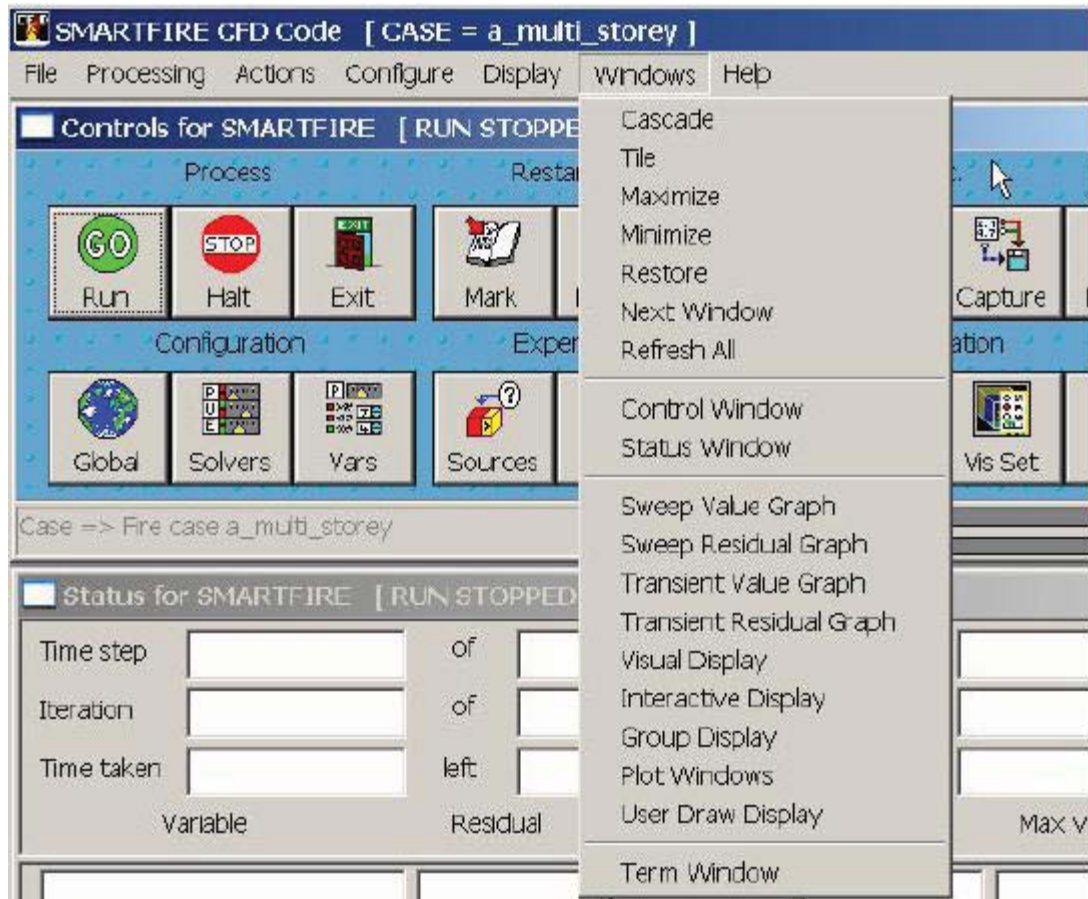 SMARTFIRE CFD Code [ CASE = a_multi_storey ]
File Processing Actions Configure Display Windows Help
Controls for SMARTFIRE [ RUN STOPPE
Process Resta c.
EXIT
GO STOP
Run Halt Exit Mark Capture
Configuration Exper ation
P
U
E
P
Global Solvers Vars Sources Vis Set
Case => Fire case a_multi_storey
Status for SMARTFIRE [ RUN STOPPED
Time step of
Iteration of
Time taken left
Variable Residual Max v
Cascade
Tile
Maximize
Minimize
Restore
Next Window
Refresh All
Control Window
Status Window
Sweep Value Graph
Sweep Residual Graph
Transient Value Graph
Transient Residual Graph
Visual Display
Interactive Display
Group Display
Plot Windows
User Draw Display
Term Window